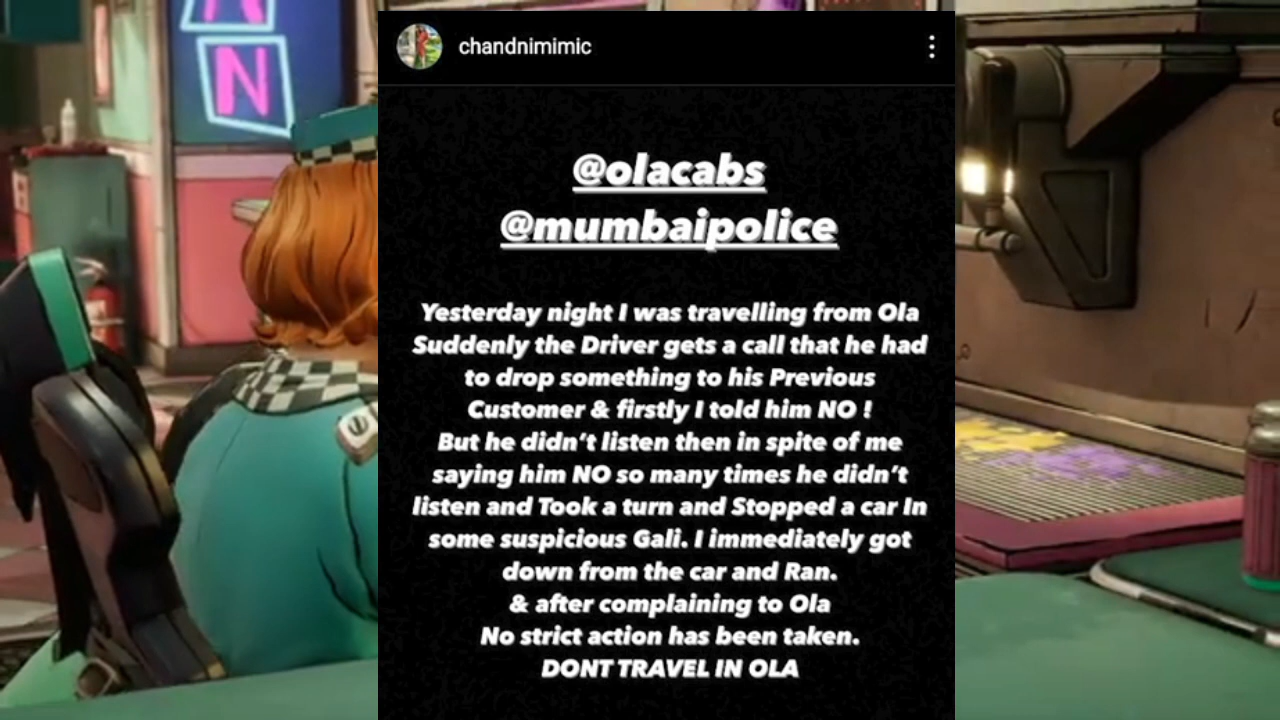 AN
chandnimimic
@olacabs
@mumbaipolice
Yesterday night I was travelling from Ola
Suddenly the Driver gets a call that he had
to drop something to his Previous
Customer & firstly I told him NO !
But he didn't listen then in spite of me
saying him NO so many times he didn't
listen and Took a turn and Stopped a car In
some suspicious Gali. I immediately got
down from the car and Ran.
& after complaining to Ola
No strict action has been taken.
DONT TRAVEL IN OLA